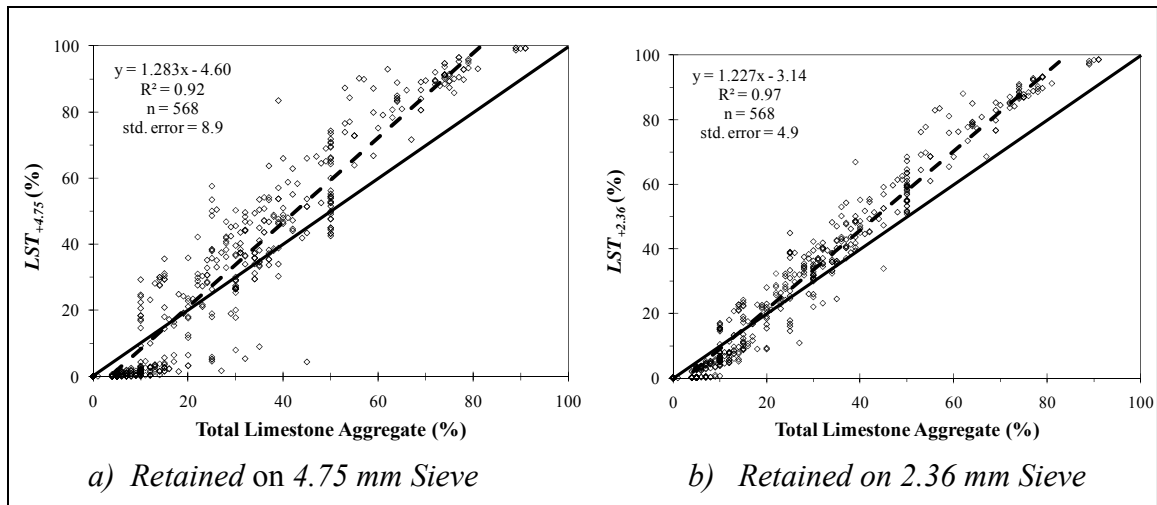 100
80
60
40
20
0
LST+4.75 (%)
y = 1.283x - 4.60
R² = 0.92
n = 568
std. error = 8.9
0 20 40 60 80 100
Total Limestone Aggregate (%)
a) Retained on 4.75 mm Sieve
100
80
60
40
20
0
LST+2.36 (%)
y = 1.227x - 3.14
R² = 0.97
n = 568
std. error = 4.9
0 20 40 60 80 100
Total Limestone Aggregate (%)
b) Retained on 2.36 mm Sieve